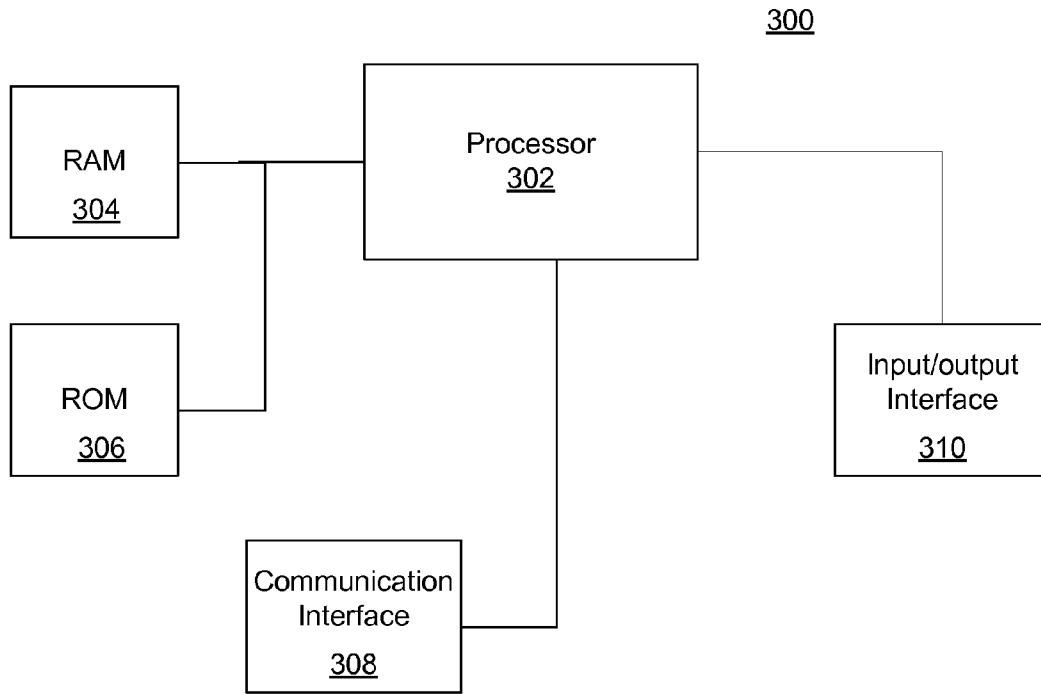 300
RAM
304
Processor
302
ROM
306
Input/output
Interface
310
Communication
Interface
308